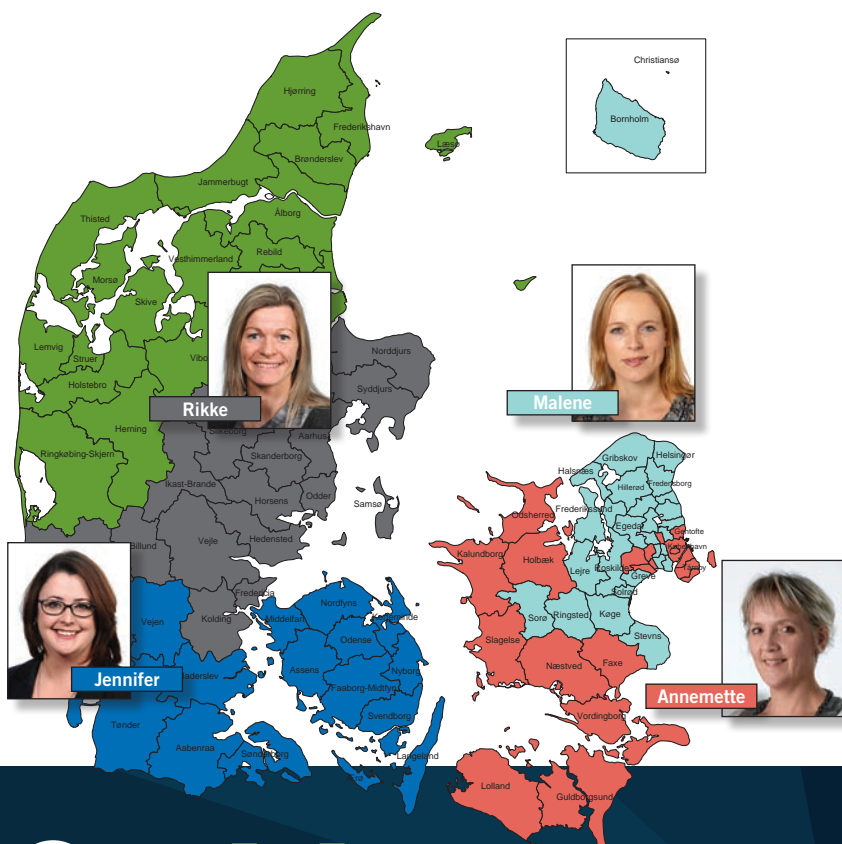 Christiansø
Bornholm
Hjørring
Frederikshavn
Læsø
Brønderslev
Jammerbugt
Thisted
Ålborg
Vesthimmerland
Rebild
Morsø
Skive
Lemvig
Struer
Holstebro
Norddjurs
Syddjurs
Rikke
Malene
Herning
Ringkøbing-Skjern
Silkeborg
Aarhus
Skanderborg
Ikast-Brande
Horsens
Odder
Samsø
Hedensted
Vejle
Billund
Fredericia
Kolding
Vejen
Jennifer
Tønder
Aabenraa
Sønderborg
Middelfart
Nordfyns
Odense
Assens
Nyborg
Faaborg-Midtfyn
Svendborg
Langeland
Gribskov
Helsingør
Halsnæs
Hillerød
Fredensborg
Frederikssund
Odsherred
Egedal
Gentofte
København
Kalundborg
Holbæk
Lejre
Roskilde
Greve
Tårnby
Solrød
Sorø
Ringsted
Køge
Stevns
Slagelse
Næstved
Faxe
Annemette
Vordingborg
Lolland
Guldborgsund